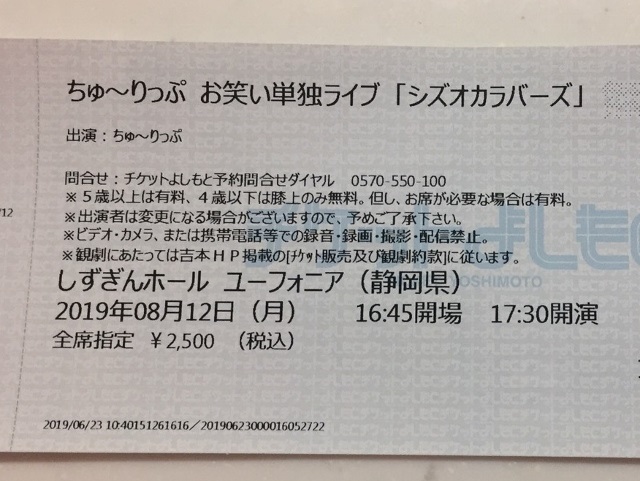 ちゅ～りっぷ お笑い単独ライブ「シズオカラバーズ」
出演：ちゅ～りっぷ
問合せ：チケットよしもと予約問合せダイヤル 0570-550-100
※５歳以上は有料、４歳以下は膝上のみ無料。但し、お席が必要な場合は有料。
/12
※出演者は変更になる場合がございますので、予めご了承下さい。
※ビデオ・カメラ、または携帯電話等での録音・録画・撮影・配信禁止。
※観劇にあたっては吉本ＨＰ掲載の[ﾁｹｯﾄ販売及び観劇約款]に従います。
しずぎんホール ユーフォニア（静岡県）
2019年08月12日（月） 16:45開場 17:30開演
全席指定 ￥2,500 （税込）
2019/06/23 10:40151261616／20190623000016052722
よしもと
YOSHIMOTO